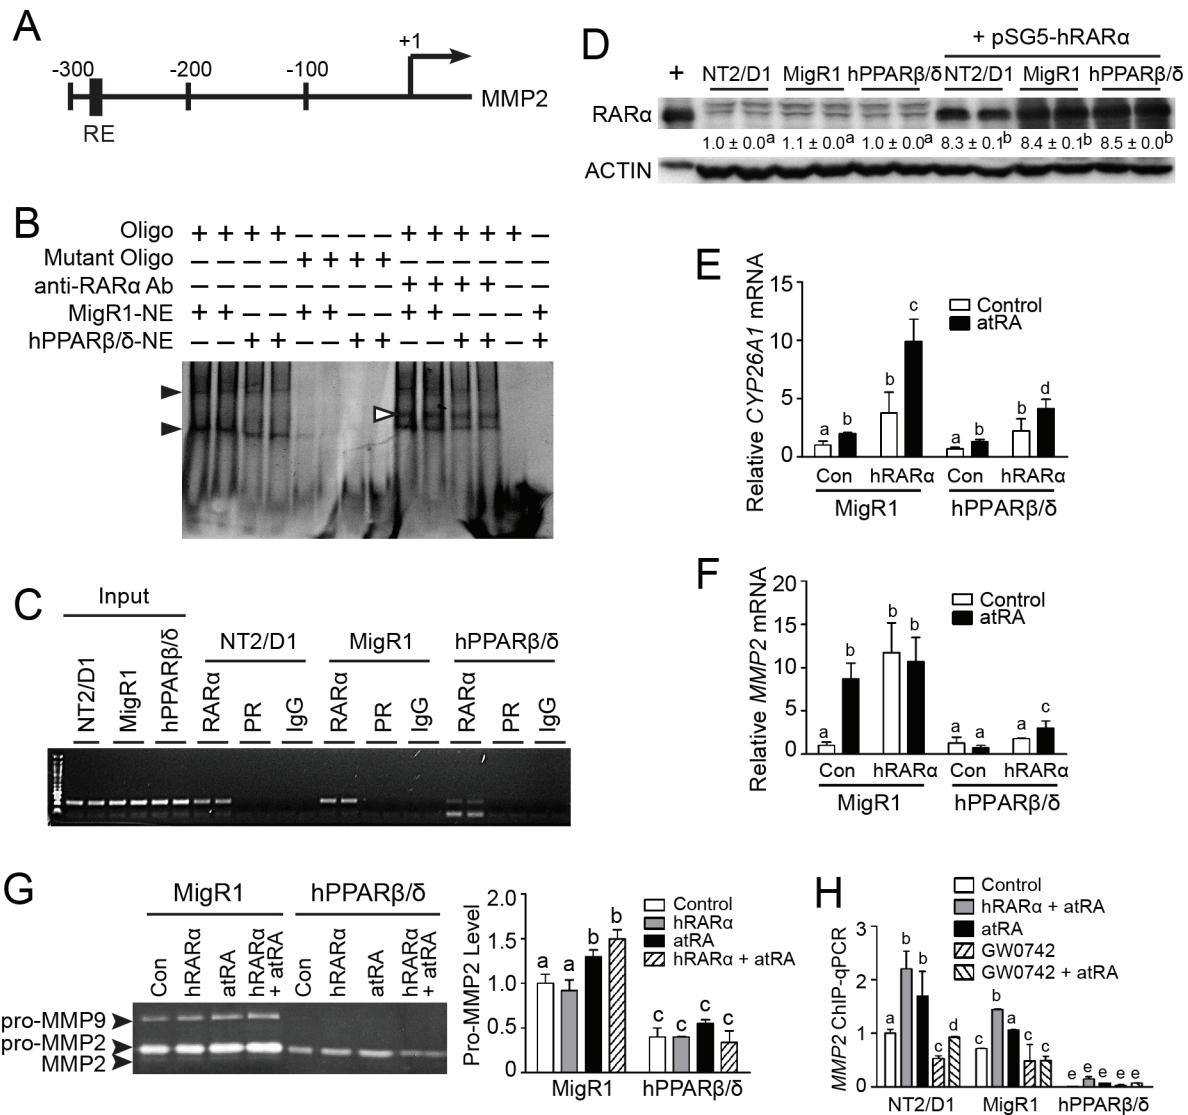 A
-300
-200
-100
+1
MMP2
RE
B
Oligo + + + + – – – – + + + + + –
Mutant Oligo – – – – + + + + – – – – – –
anti-RARα Ab – – – – – – – – + + + + – –
MigR1-NE + + – – + + – – + + – – – +
hPPARβ/δ-NE – – + + – – + + – – + + – +
C
Input
NT2/D1
MigR1
hPPARβ/δ
NT2/D1
MigR1
hPPARβ/δ
RARα
PR
IgG
RARα
PR
IgG
RARα
PR
IgG
D
+ pSG5-hRARα
+ NT2/D1 MigR1 hPPARβ/δ NT2/D1 MigR1 hPPARβ/δ
RARα
1.0 ± 0.0a 1.1 ± 0.0a 1.0 ± 0.0a 8.3 ± 0.1b 8.4 ± 0.1b 8.5 ± 0.0b
ACTIN
E
Relative CYP26A1 mRNA
15
10
5
0
Control
atRA
a b b c a b b d
Con hRARα Con hRARα
MigR1 hPPARβ/δ
F
Relative MMP2 mRNA
20
15
10
5
0
Control
atRA
a b b b a a a c
Con hRARα Con hRARα
MigR1 hPPARβ/δ
G
MigR1 hPPARβ/δ
Con
hRARα
atRA
hRARα
+ atRA
Con
hRARα
atRA
hRARα
+ atRA
pro-MMP9
pro-MMP2
MMP2
Pro-MMP2 Level
2.0
1.5
1.0
0.5
0
Control
hRARα
atRA
hRARα + atRA
a a b b c c c c
MigR1 hPPARβ/δ
H
MMP2 ChIP-qPCR
3
2
1
0
Control
hRARα + atRA
atRA
GW0742
GW0742 + atRA
a b b c d c b a c c e e e e e
NT2/D1 MigR1 hPPARβ/δ